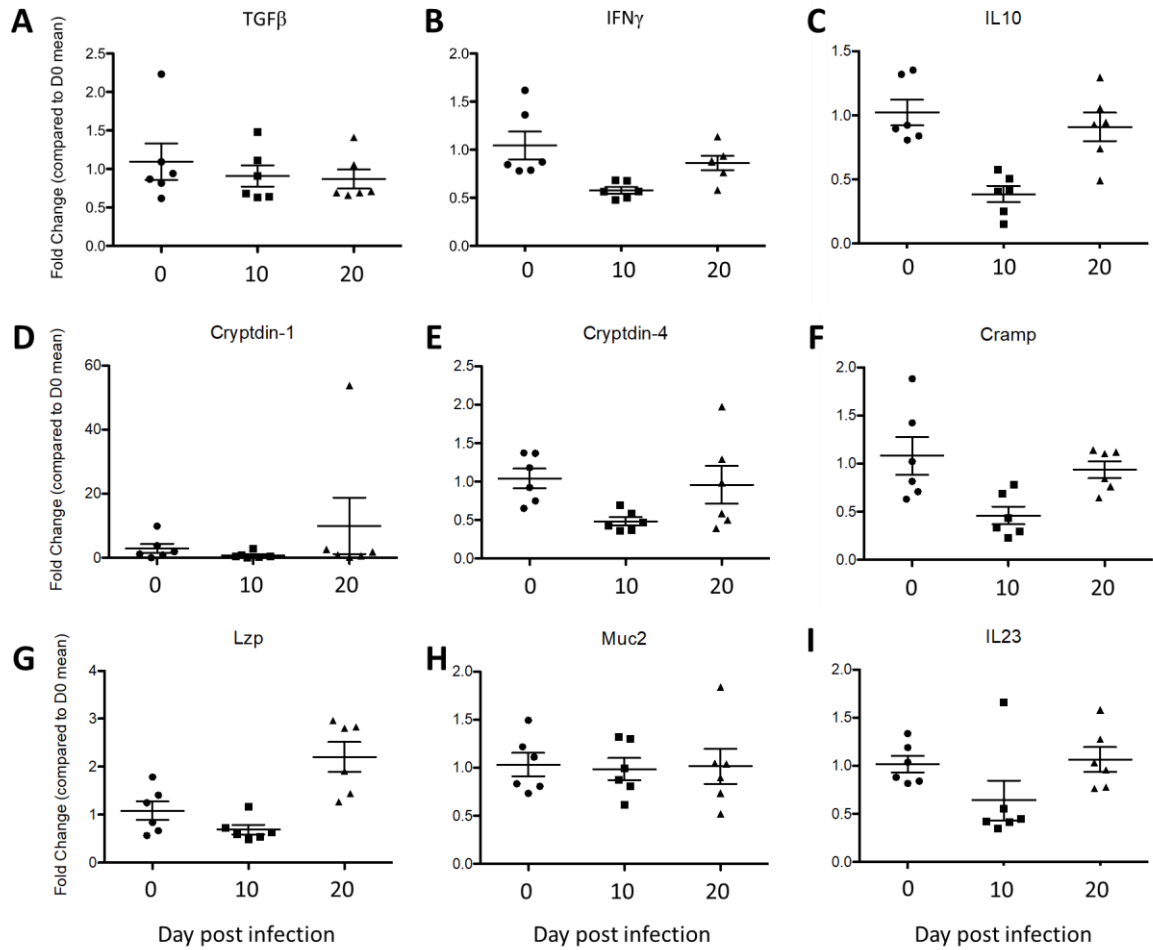 A TGFβ
B IFNγ
C IL10
Fold Change (compared to D0 mean)
2.5
2.0
1.5
1.0
0.5
0.0
0 10 20
2.0
1.5
1.0
0.5
0.0
0 10 20
1.5
1.0
0.5
0.0
0 10 20
D Cryptdin-1
E Cryptdin-4
F Cramp
Fold Change (compared to D0 mean)
60
40
20
0
0 10 20
2.5
2.0
1.5
1.0
0.5
0.0
0 10 20
2.0
1.5
1.0
0.5
0.0
0 10 20
G Lzp
H Muc2
I IL23
Fold Change (compared to D0 mean)
4
3
2
1
0
0 10 20
2.0
1.5
1.0
0.5
0.0
0 10 20
2.0
1.5
1.0
0.5
0.0
0 10 20
Day post infection
Day post infection
Day post infection